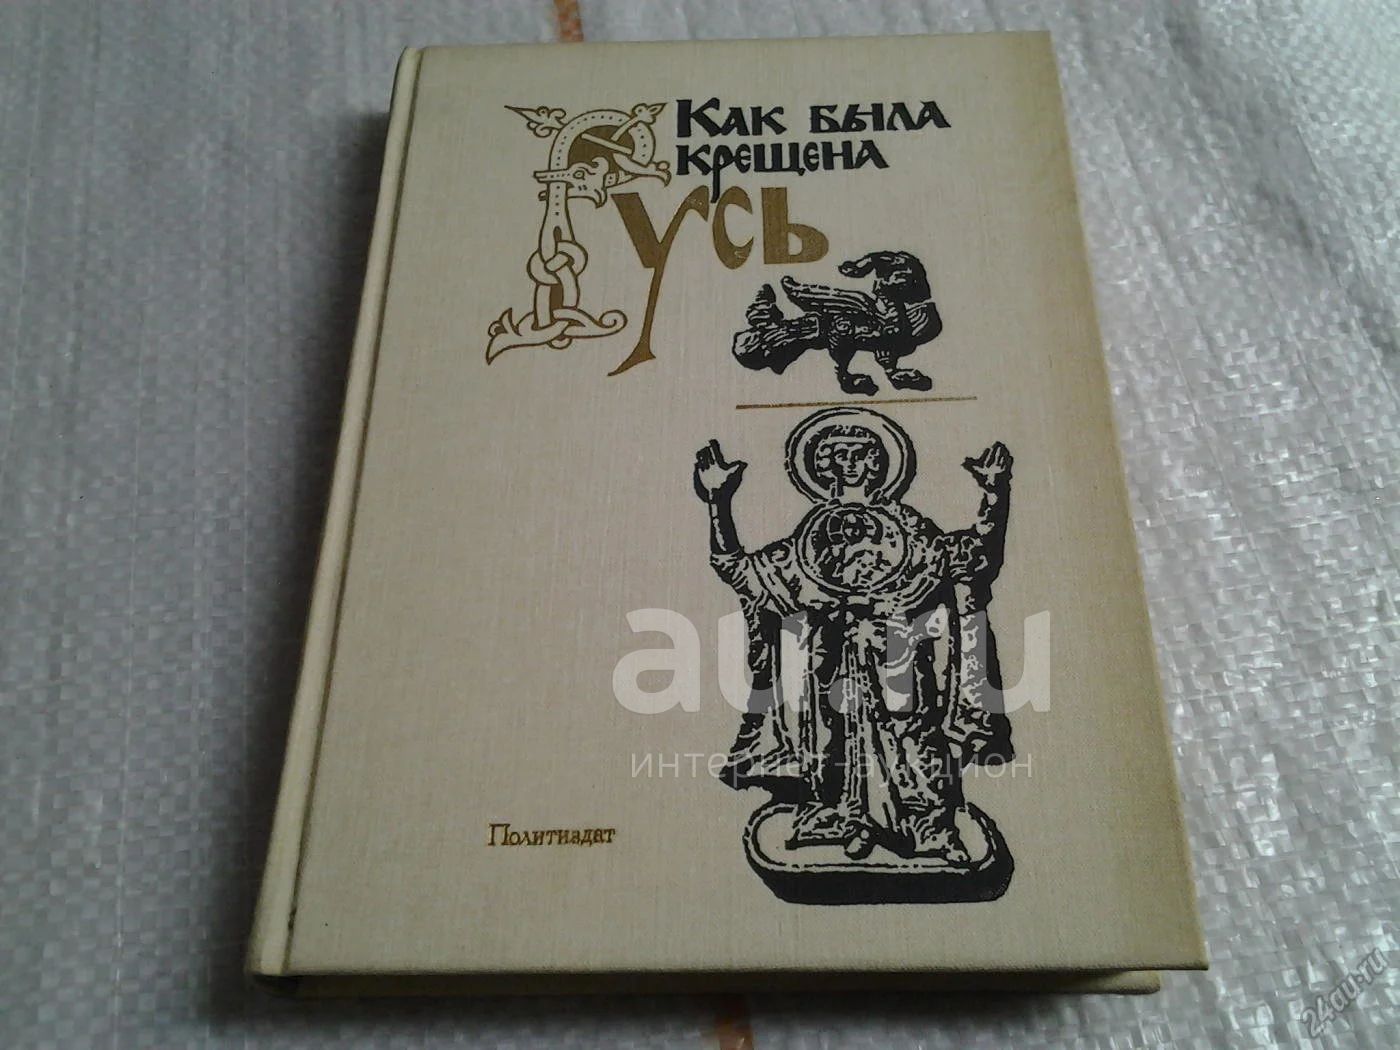 Как была
крещена
Русь
au.ru
интернет-аукцион
Политиздат
24au.ru